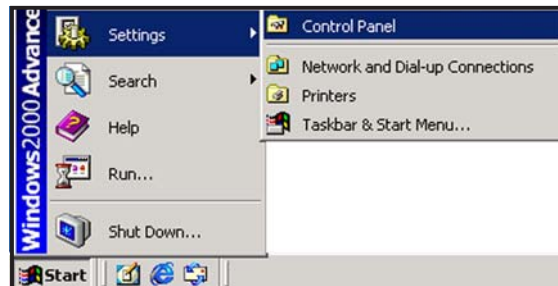 Windows2000 Advance
Settings
Search
Help
Run...
Shut Down...
Control Panel
Network and Dial-up Connections
Printers
Taskbar & Start Menu...
Start